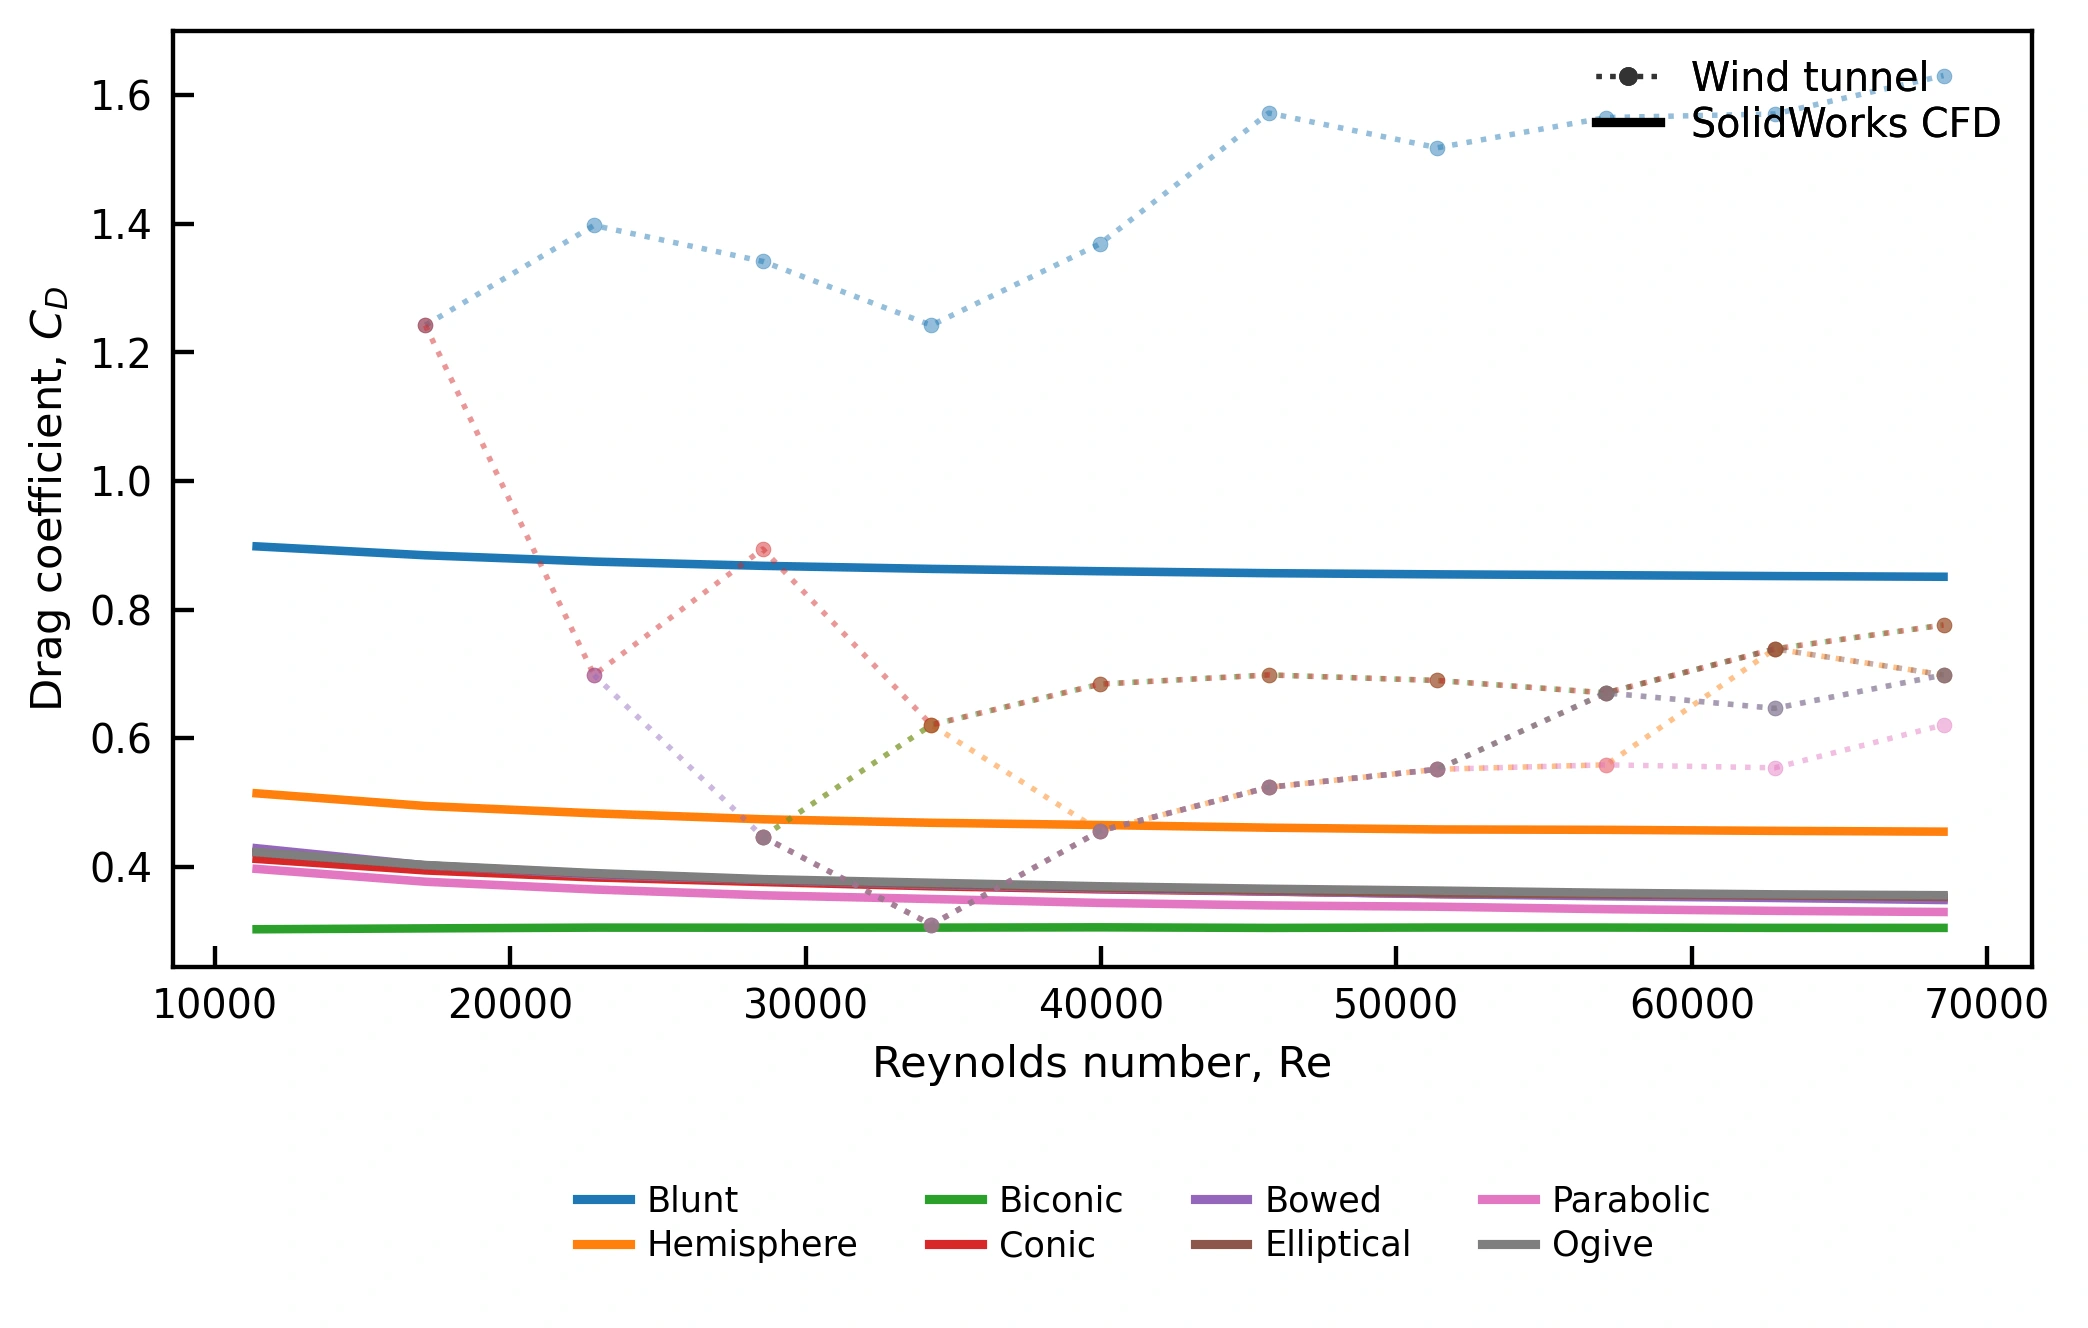 Wind tunnel
SolidWorks CFD
1.6
1.4
1.2
1.0
0.8
0.6
0.4
Drag coefficient, C_D
10000 20000 30000 40000 50000 60000 70000
Reynolds number, Re
Blunt Biconic Bowed Parabolic
Hemisphere Conic Elliptical Ogive